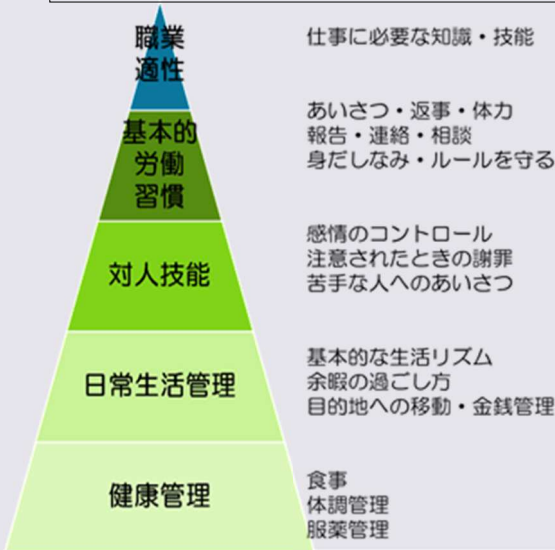 職業
適性
仕事に必要な知識・技能
基本的
労働
習慣
あいさつ・返事・体力
報告・連絡・相談
身だしなみ・ルールを守る
対人技能
感情のコントロール
注意されたときの謝罪
苦手な人へのあいさつ
日常生活管理
基本的な生活リズム
余暇の過ごし方
目的地への移動・金銭管理
健康管理
食事
体調管理
服薬管理